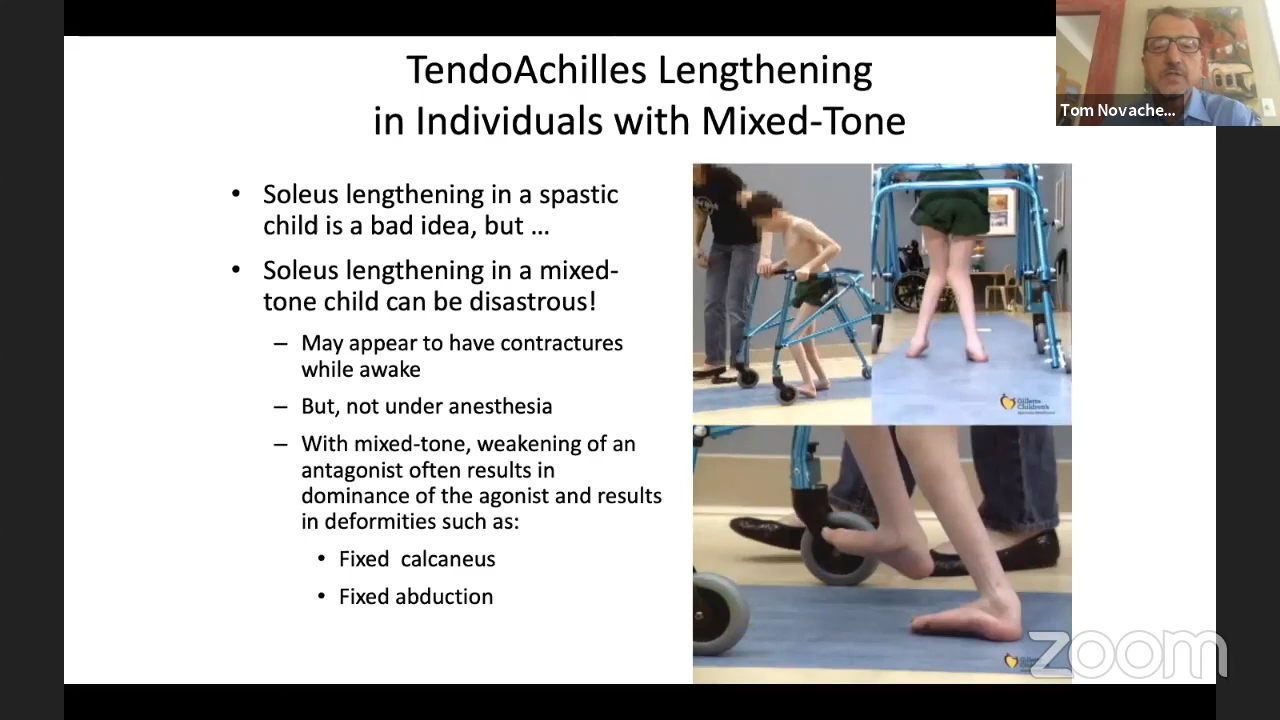 TendoAchilles Lengthening
in Individuals with Mixed-Tone
Tom Novache...
• Soleus lengthening in a spastic
child is a bad idea, but ...
• Soleus lengthening in a mixed-
tone child can be disastrous!
– May appear to have contractures
while awake
– But, not under anesthesia
– With mixed-tone, weakening of an
antagonist often results in
dominance of the agonist and results
in deformities such as:
• Fixed calcaneus
• Fixed abduction
Gillette
Children's
zoom